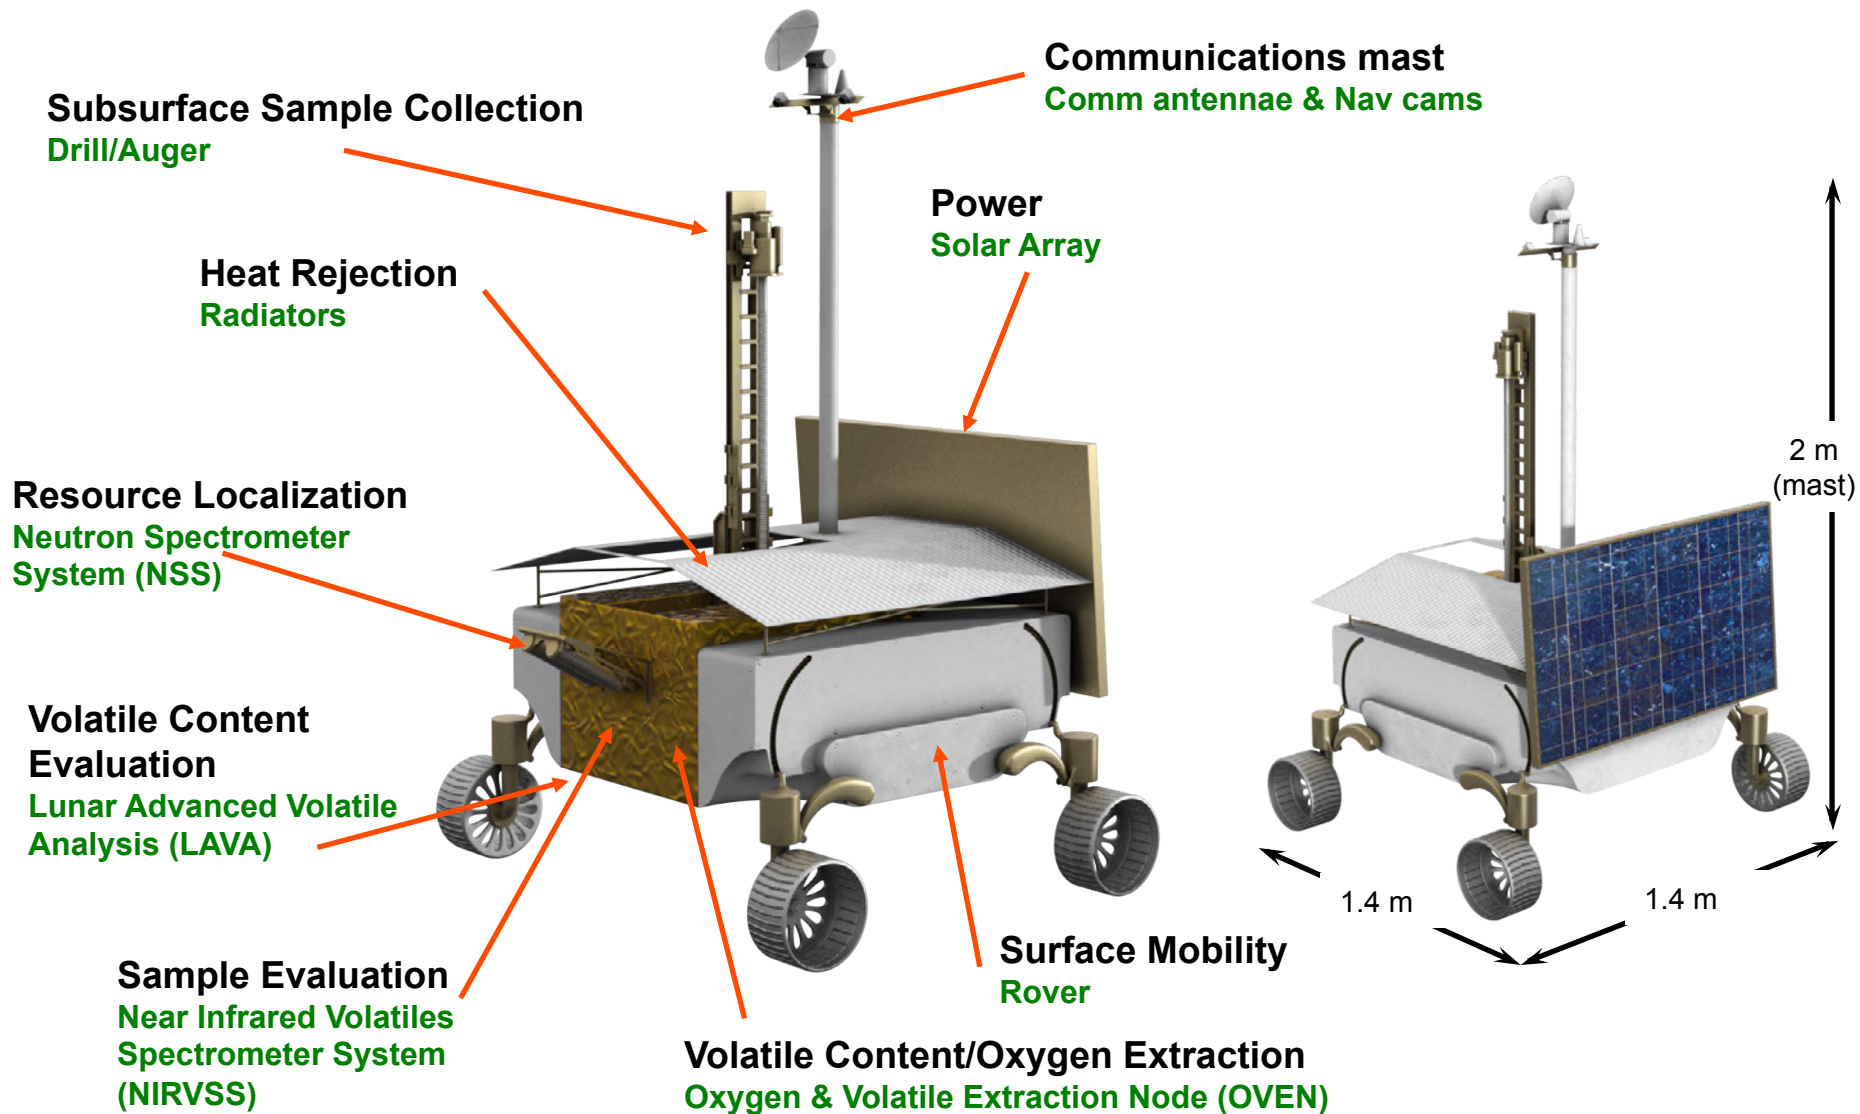 Communications mast
Comm antennae & Nav cams
Subsurface Sample Collection
Drill/Auger
Power
Solar Array
Heat Rejection
Radiators
2 m
(mast)
Resource Localization
Neutron Spectrometer
System (NSS)
Volatile Content
Evaluation
Lunar Advanced Volatile
Analysis (LAVA)
1.4 m
1.4 m
Surface Mobility
Rover
Sample Evaluation
Near Infrared Volatiles
Spectrometer System
(NIRVSS)
Volatile Content/Oxygen Extraction
Oxygen & Volatile Extraction Node (OVEN)